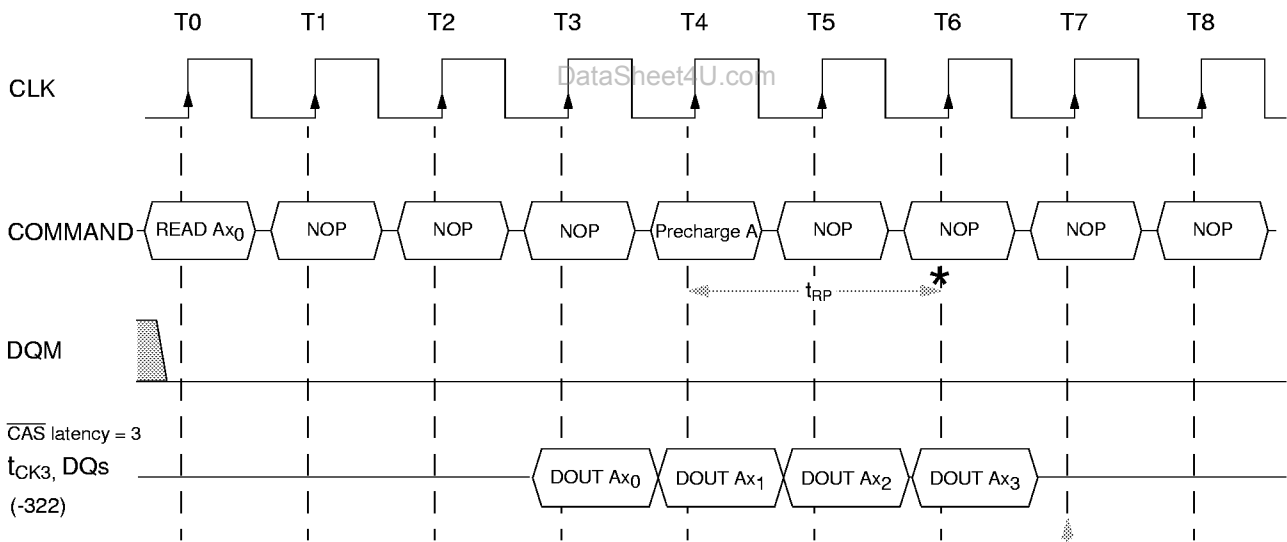 T0 T1 T2 T3 T4 T5 T6 T7 T8
DataSheet4U.com
CLK
COMMAND READ Ax0 NOP NOP NOP Precharge A NOP NOP NOP NOP
*
tRP
DQM
CAS latency = 3
tCK3, DQs DOUT Ax0 DOUT Ax1 DOUT Ax2 DOUT Ax3
(-322)